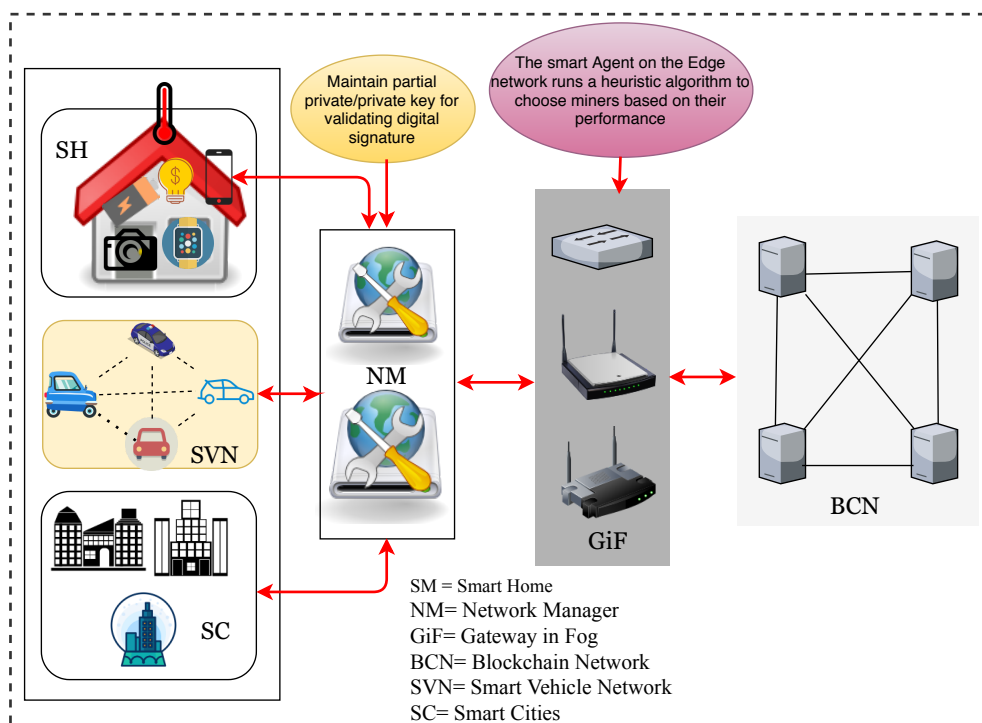 Maintain partial
private/private key for
validating digital
signature
The smart Agent on the Edge
network runs a heuristic algorithm to
choose miners based on their
performance
SH
$
NM
SVN
SC
GiF
BCN
SM = Smart Home
NM= Network Manager
GiF= Gateway in Fog
BCN= Blockchain Network
SVN= Smart Vehicle Network
SC= Smart Cities